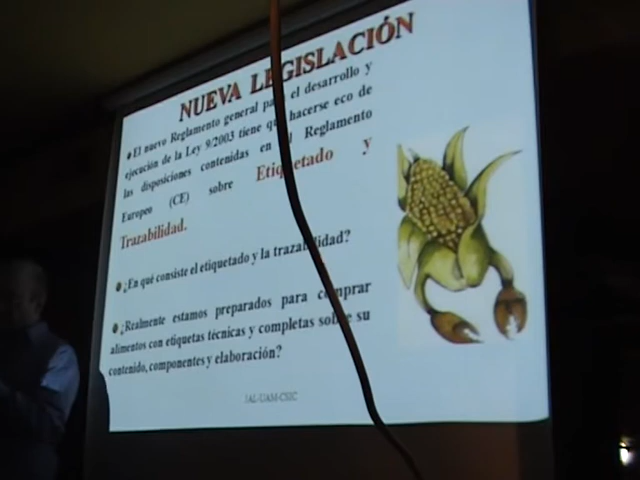 NUEVA LEGISLACIÓN
El nuevo Reglamento general para el desarrollo y
ejecución de la Ley 9/2003 tiene que hacerse eco de
las disposiciones contenidas en el Reglamento
Europeo (CE) sobre Etiquetado y
Trazabilidad.
¿En qué consiste el etiquetado y la trazabilidad?
¿Realmente estamos preparados para comprar
alimentos con etiquetas técnicas y completas sobre su
contenido, componentes y elaboración?
JAL-UAM-CSIC